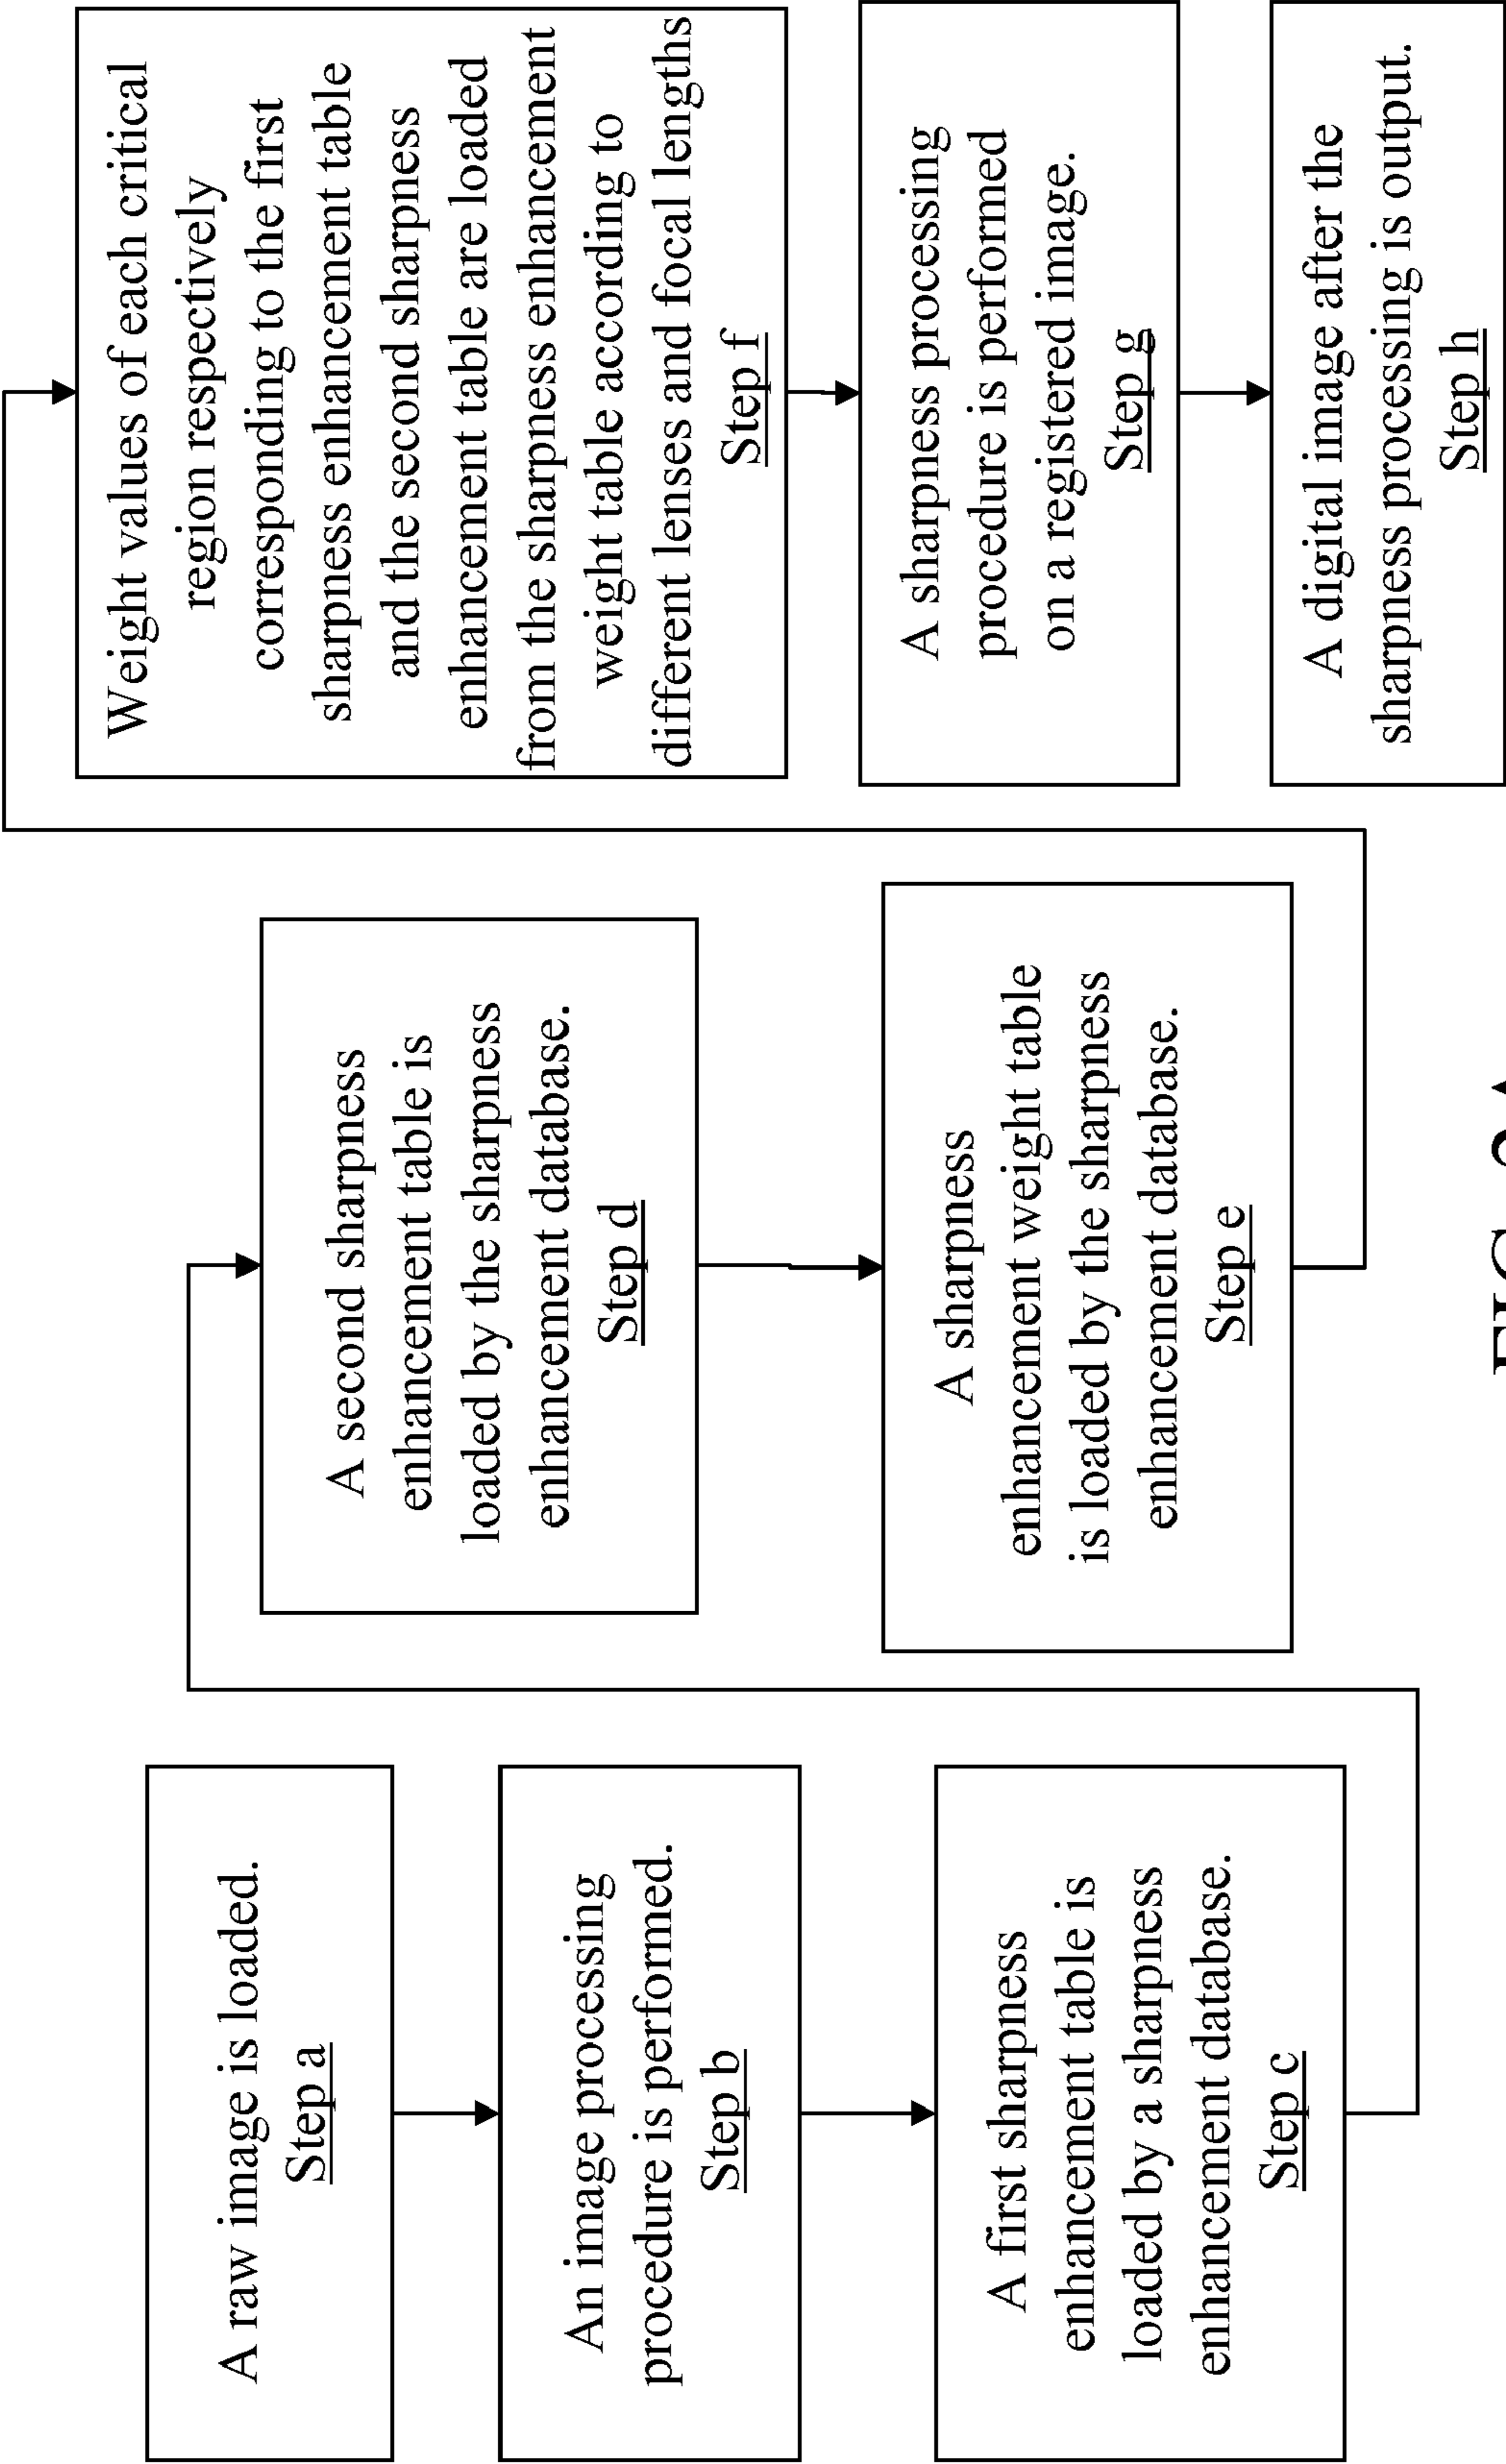 A raw image is loaded.
Step a
An image processing
procedure is performed.
Step b
A first sharpness
enhancement table is
loaded by a sharpness
enhancement database.
Step c
A second sharpness
enhancement table is
loaded by the sharpness
enhancement database.
Step d
A sharpness
enhancement weight table
is loaded by the sharpness
enhancement database.
Step e
Weight values of each critical
region respectively
corresponding to the first
sharpness enhancement table
and the second sharpness
enhancement table are loaded
from the sharpness enhancement
weight table according to
different lenses and focal lengths
Step f
A sharpness processing
procedure is performed
on a registered image.
Step g
A digital image after the
sharpness processing is output.
Step h